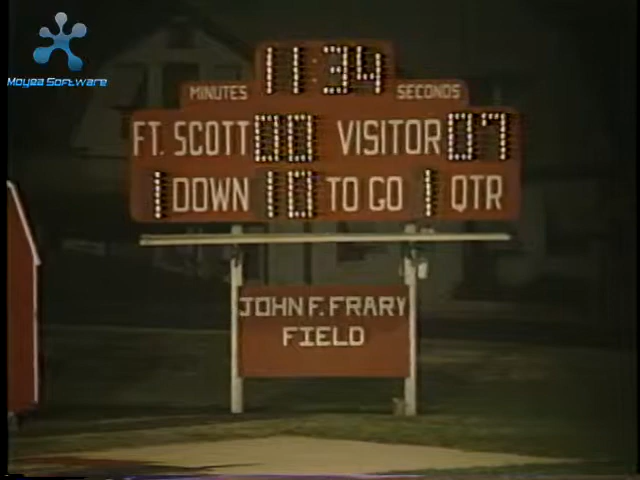 Moyea Software
11:34
MINUTES SECONDS
FT. SCOTT 00 VISITOR 07
1 DOWN 10 TO GO 1 QTR
JOHN F. FRARY
FIELD